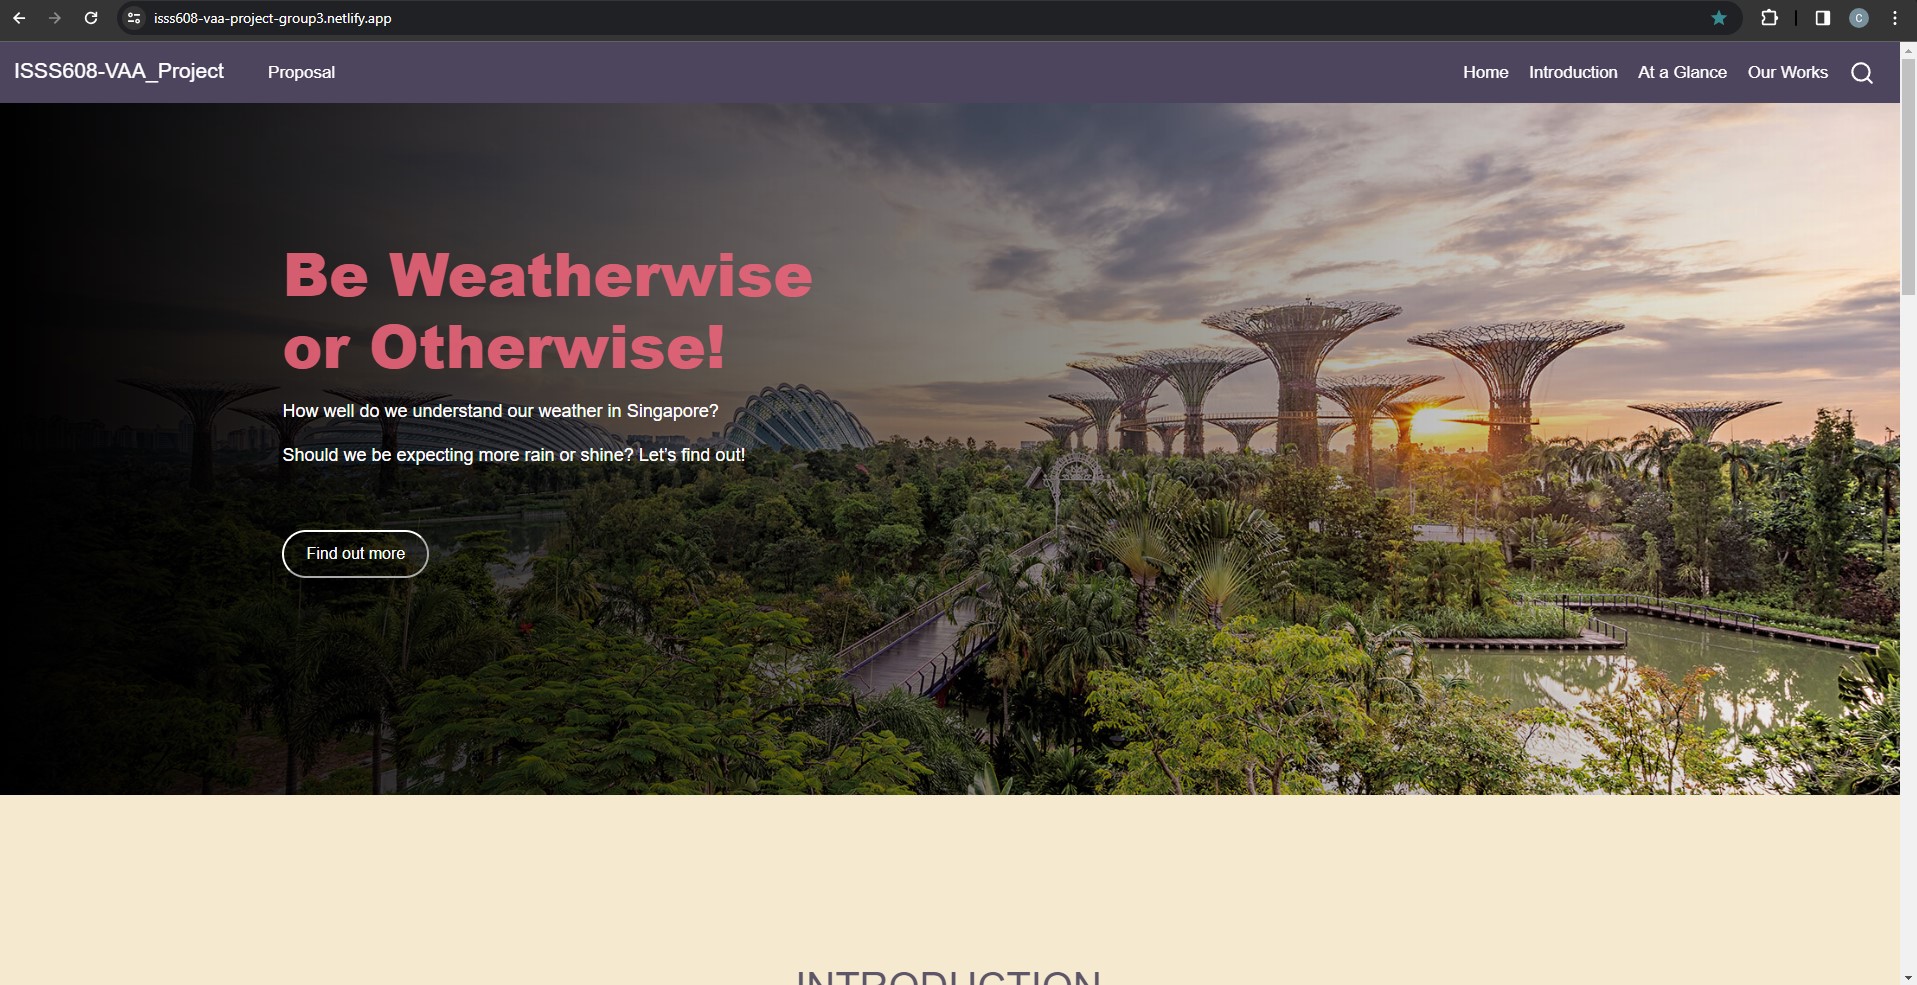 isss608-vaa-project-group3.netlify.app
C
ISSS608-VAA_Project
Proposal
Home
Introduction
At a Glance
Our Works
Be Weatherwise
or Otherwise!
How well do we understand our weather in Singapore?
Should we be expecting more rain or shine? Let's find out!
Find out more
INTRODUCTION